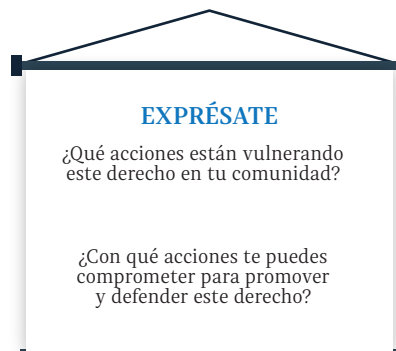 EXPRÉSATE
¿Qué acciones están vulnerando
este derecho en tu comunidad?
¿Con qué acciones te puedes
comprometer para promover
y defender este derecho?